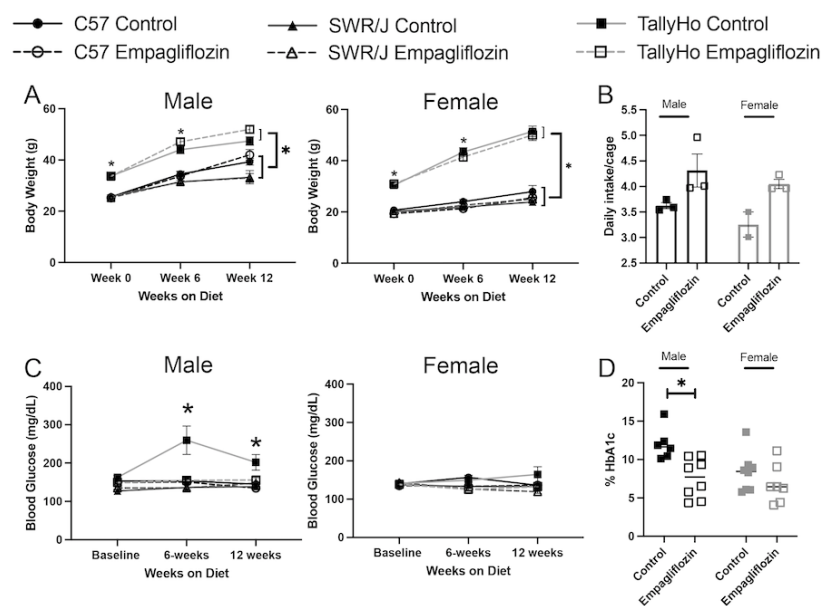 C57 Control
SWR/J Control
TallyHo Control
C57 Empagliflozin
SWR/J Empagliflozin
TallyHo Empagliflozin
A
Male
Female
B
60
40
20
0
Body Weight (g)
*
*
*
Week 0
Week 6
Week 12
Weeks on Diet
60
40
20
0
Body Weight (g)
*
*
*
Week 0
Week 6
Week 12
Weeks on Diet
Male
Female
5.5
5.0
4.5
4.0
3.5
3.0
2.5
Daily intake/cage
Control
Empagliflozin
Control
Empagliflozin
C
Male
Female
D
400
300
200
100
0
Blood Glucose (mg/dL)
*
*
Baseline
6-weeks
12 weeks
Weeks on Diet
400
300
200
100
0
Blood Glucose (mg/dL)
Baseline
6-weeks
12 weeks
Weeks on Diet
Male
Female
*
20
15
10
5
0
% HbA1c
Control
Empagliflozin
Control
Empagliflozin